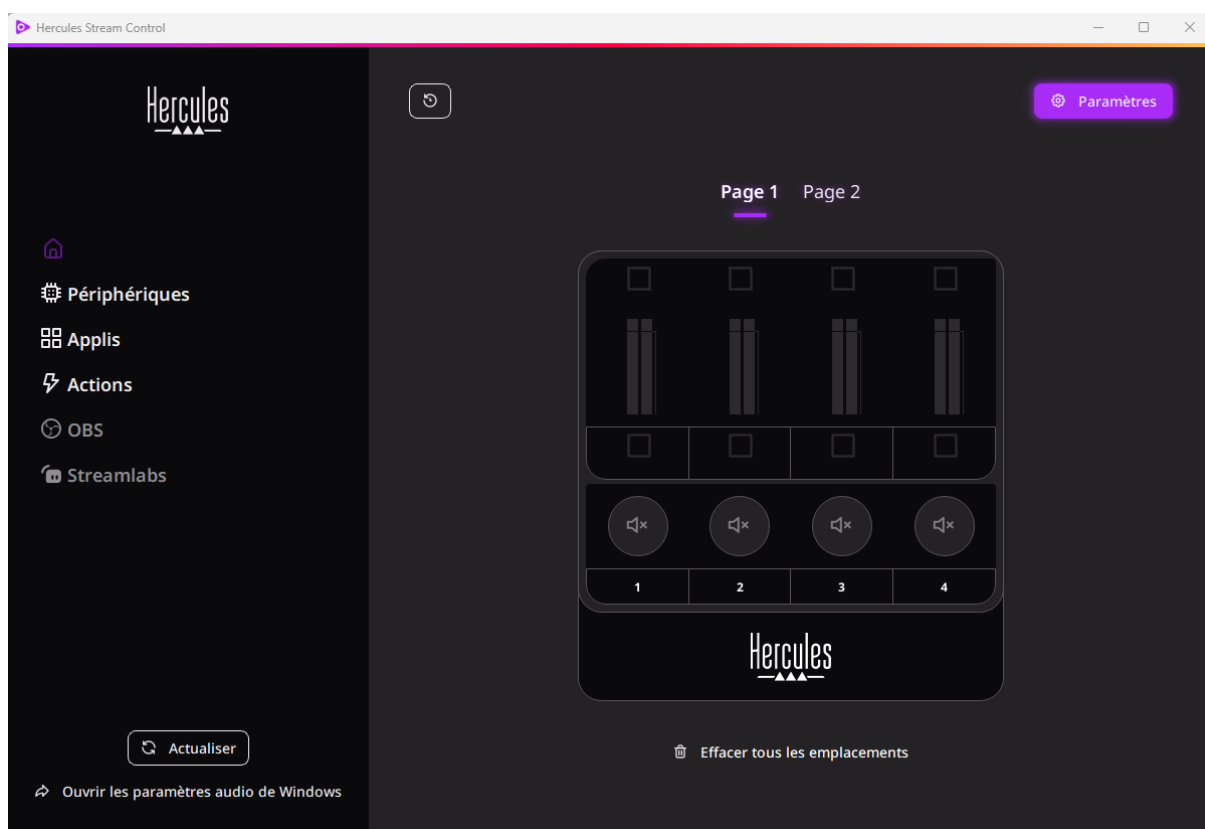 Hercules Stream Control
Hercules
Paramètres
Page 1 Page 2
Périphériques
Applis
Actions
OBS
Streamlabs
1 2 3 4
Hercules
Actualiser
Effacer tous les emplacements
Ouvrir les paramètres audio de Windows